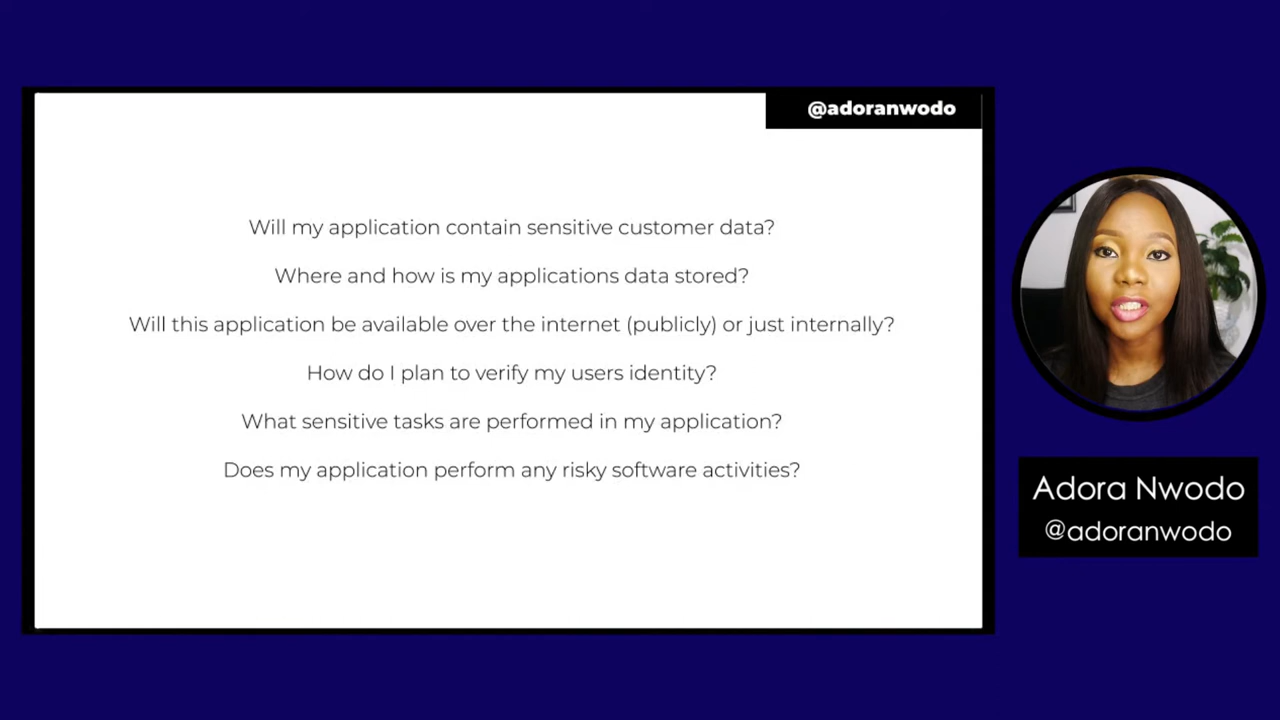 @adoranwodo
Will my application contain sensitive customer data?
Where and how is my applications data stored?
Will this application be available over the internet (publicly) or just internally?
How do I plan to verify my users identity?
What sensitive tasks are performed in my application?
Does my application perform any risky software activities?
Adora Nwodo
@adoranwodo